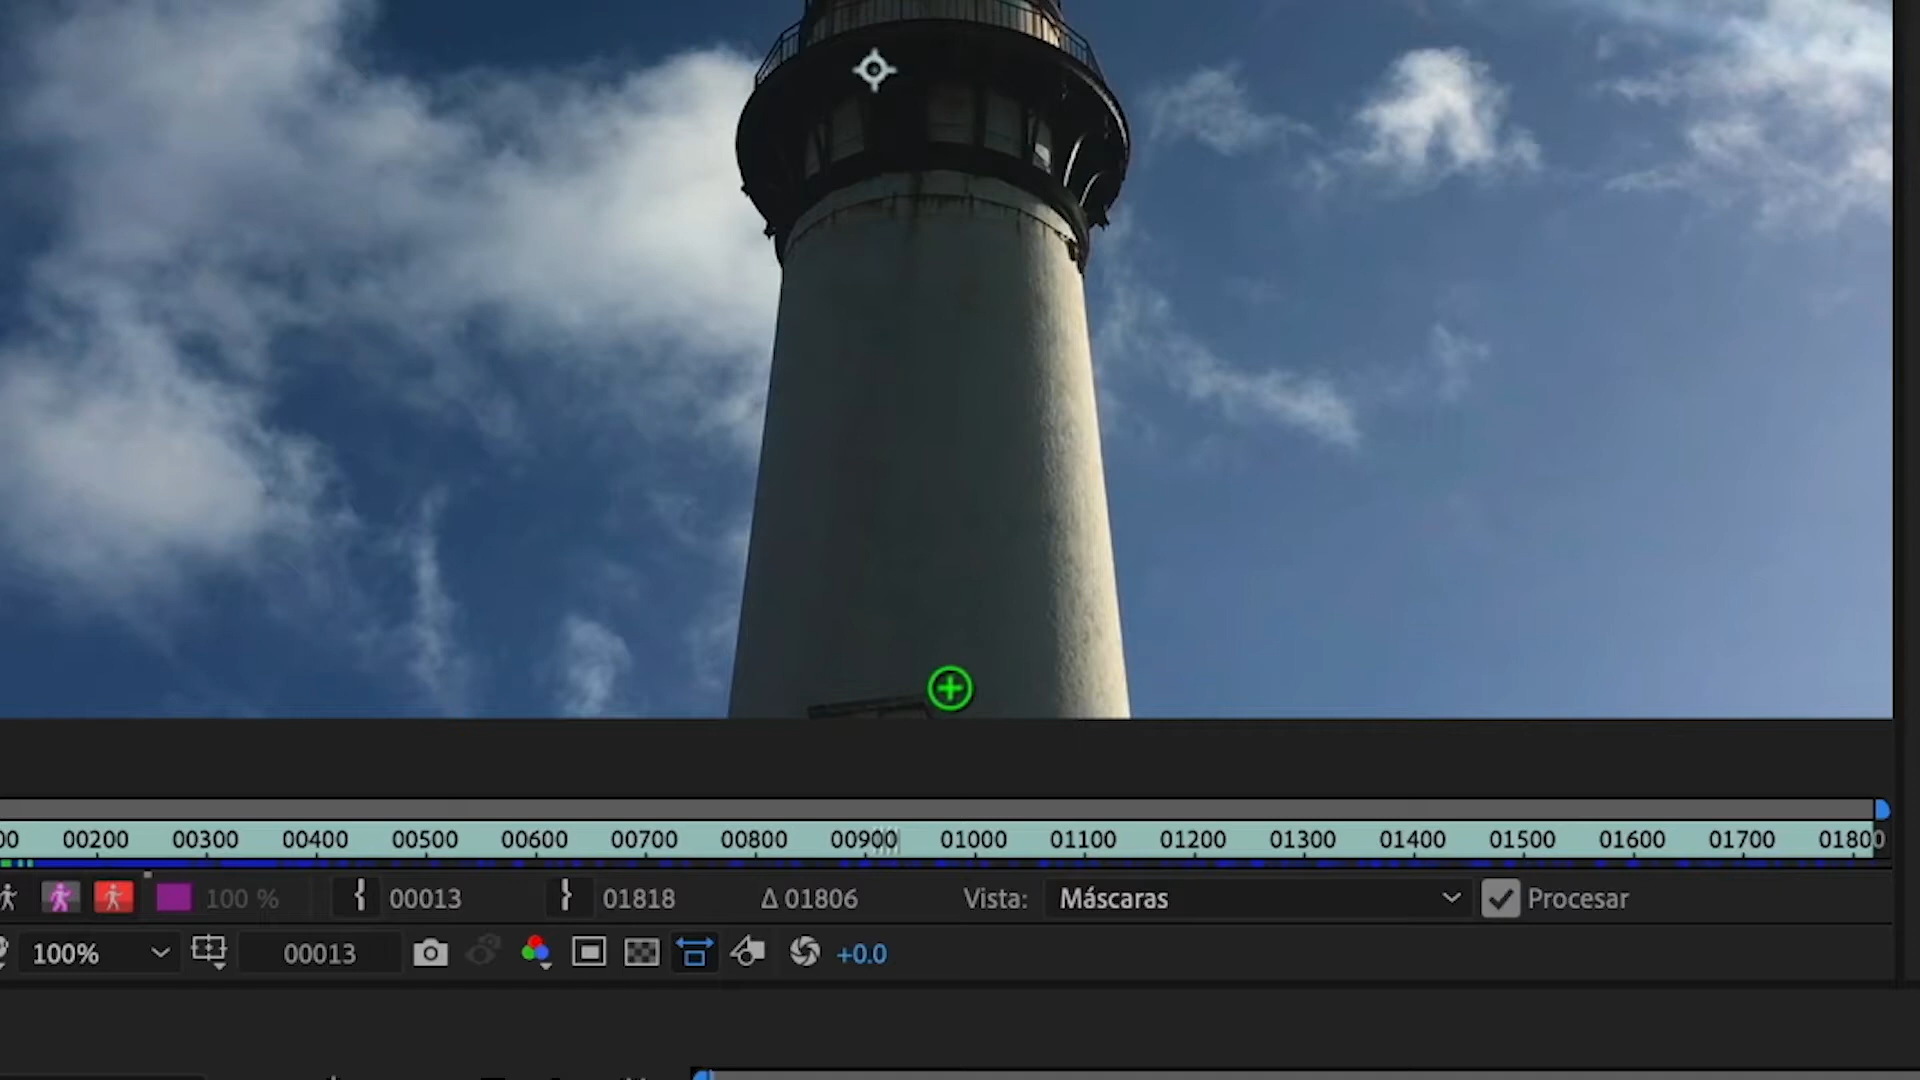 00 00200 00300 00400 00500 00600 00700 00800 00900 01000 01100 01200 01300 01400 01500 01600 01700 01800
100 % { 00013 } 01818 Δ 01806 Vista: Máscaras Procesar
100% 00013 +0.0